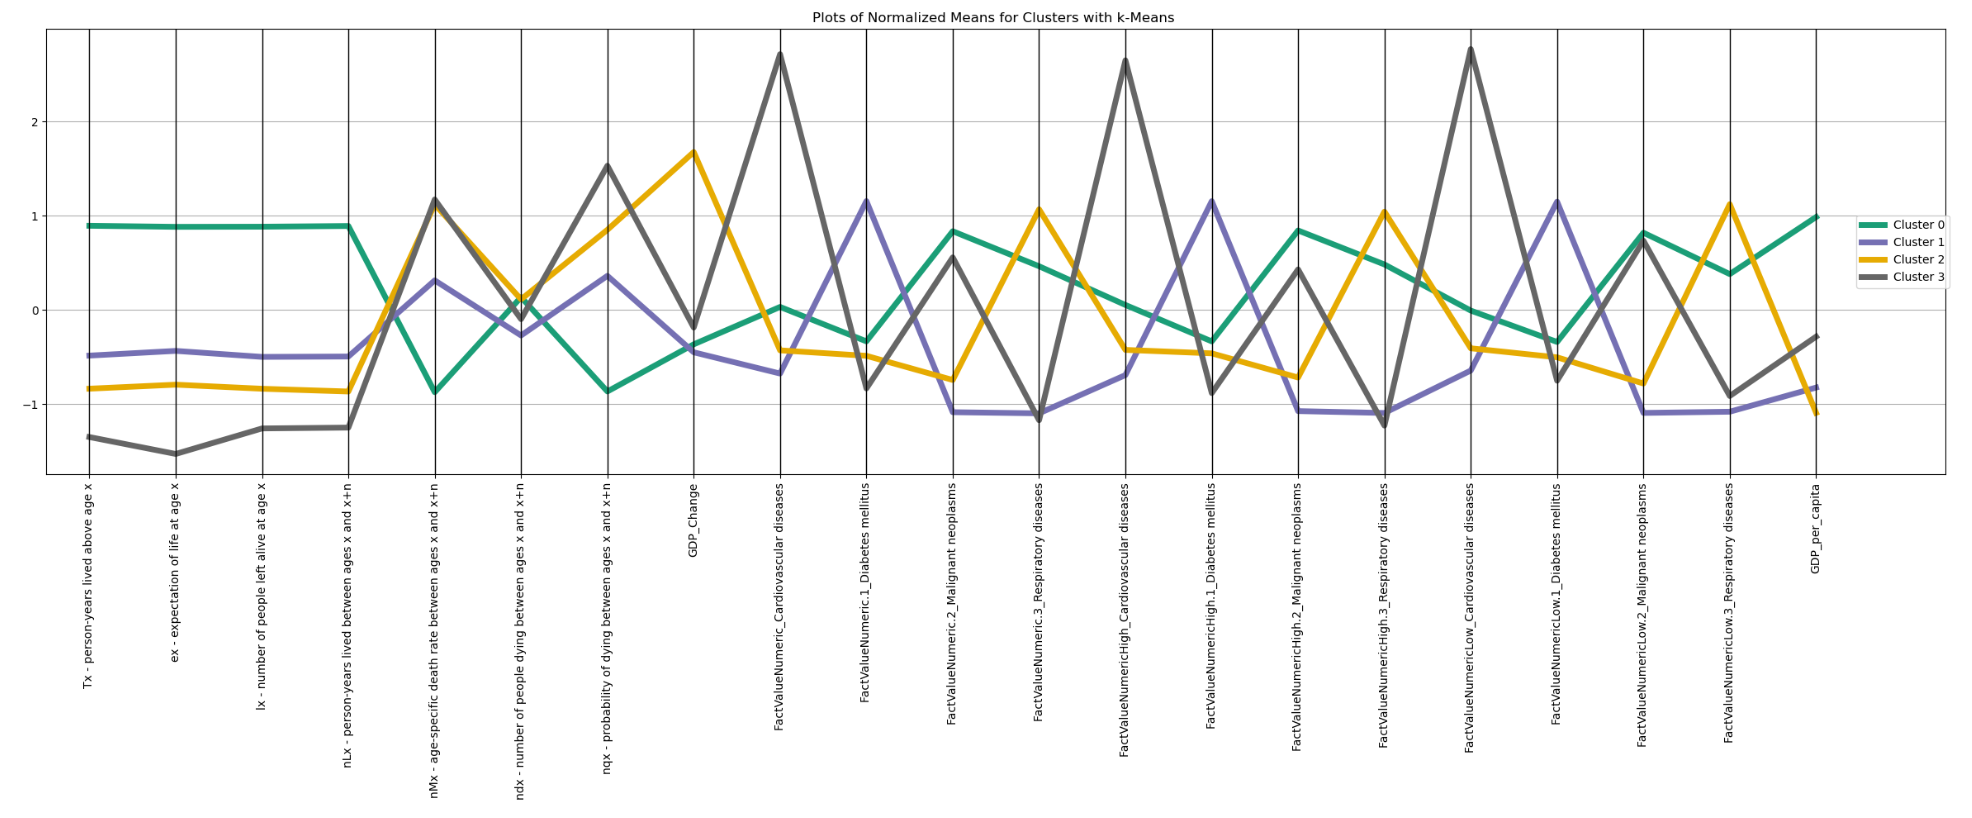 Plots of Normalized Means for Clusters with k-Means
2
1
0
−1
Cluster 0
Cluster 1
Cluster 2
Cluster 3
Tx - person-years lived above age x
ex - expectation of life at age x
lx - number of people left alive at age x
nLx - person-years lived between ages x and x+n
nMx - age-specific death rate between ages x and x+n
ndx - number of people dying between ages x and x+n
nqx - probability of dying between ages x and x+n
GDP_Change
FactValueNumeric_Cardiovascular diseases
FactValueNumeric.1_Diabetes mellitus
FactValueNumeric.2_Malignant neoplasms
FactValueNumeric.3_Respiratory diseases
FactValueNumericHigh_Cardiovascular diseases
FactValueNumericHigh.1_Diabetes mellitus
FactValueNumericHigh.2_Malignant neoplasms
FactValueNumericHigh.3_Respiratory diseases
FactValueNumericLow_Cardiovascular diseases
FactValueNumericLow.1_Diabetes mellitus
FactValueNumericLow.2_Malignant neoplasms
FactValueNumericLow.3_Respiratory diseases
GDP_per_capita